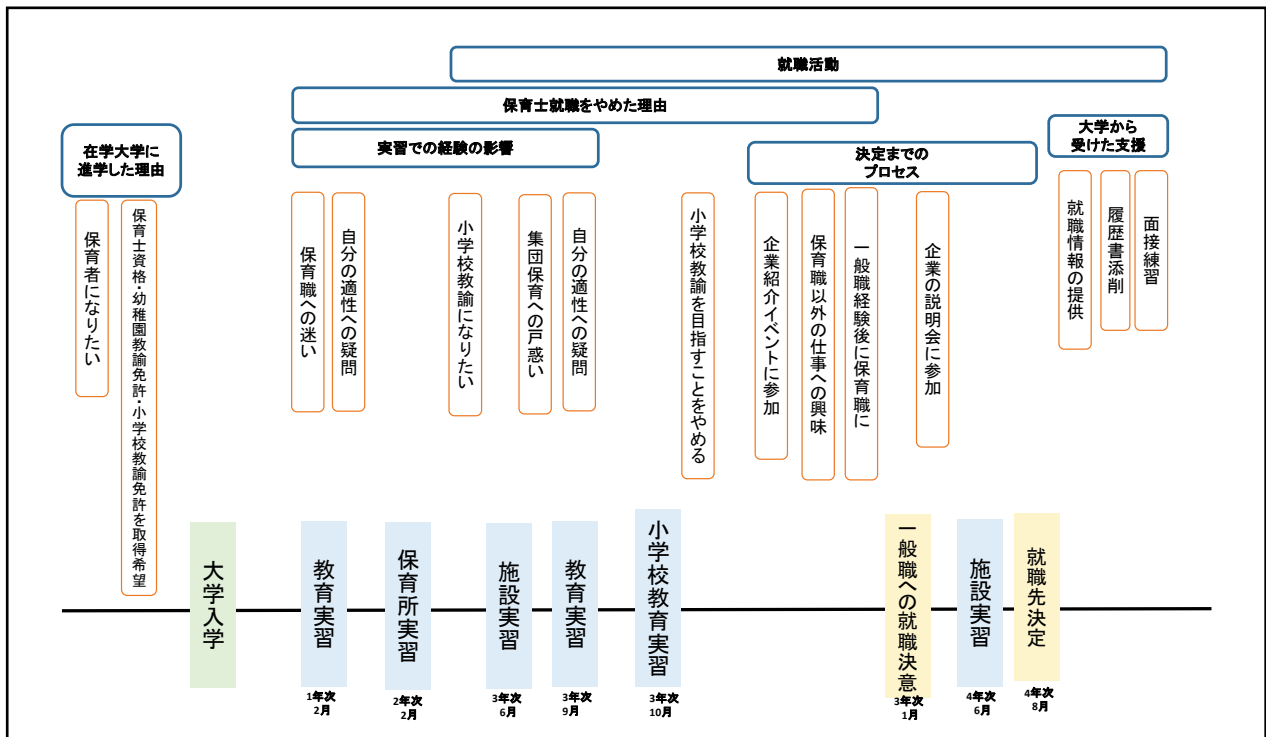 就職活動
保育士就職をやめた理由
実習での経験の影響
在学大学に
進学した理由
決定までの
プロセス
大学から
受けた支援
保育者になりたい
保育士資格・幼稚園教諭免許・小学校教諭免許を取得希望
保育職への迷い
自分の適性への疑問
小学校教諭になりたい
集団保育への戸惑い
自分の適性への疑問
小学校教諭を目指すことをやめる
企業紹介イベントに参加
保育職以外の仕事への興味
一般職経験後に保育職に
企業の説明会に参加
就職情報の提供
履歴書添削
面接練習
大学入学
教育実習
保育所実習
施設実習
教育実習
小学校教育実習
一般職への就職決意
施設実習
就職先決定
1年次
2月
2年次
2月
3年次
6月
3年次
9月
3年次
10月
3年次
1月
4年次
6月
4年次
8月